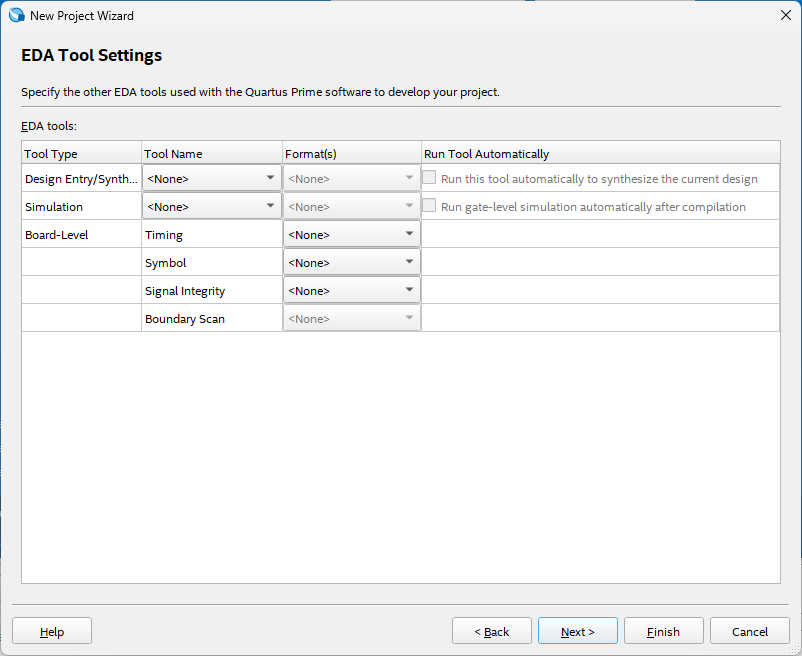 New Project Wizard
EDA Tool Settings
Specify the other EDA tools used with the Quartus Prime software to develop your project.
EDA tools:
Tool Type Tool Name Format(s) Run Tool Automatically
Design Entry/Synth... <None> <None> Run this tool automatically to synthesize the current design
Simulation <None> <None> Run gate-level simulation automatically after compilation
Board-Level Timing <None>
Symbol <None>
Signal Integrity <None>
Boundary Scan <None>
Help < Back Next > Finish Cancel